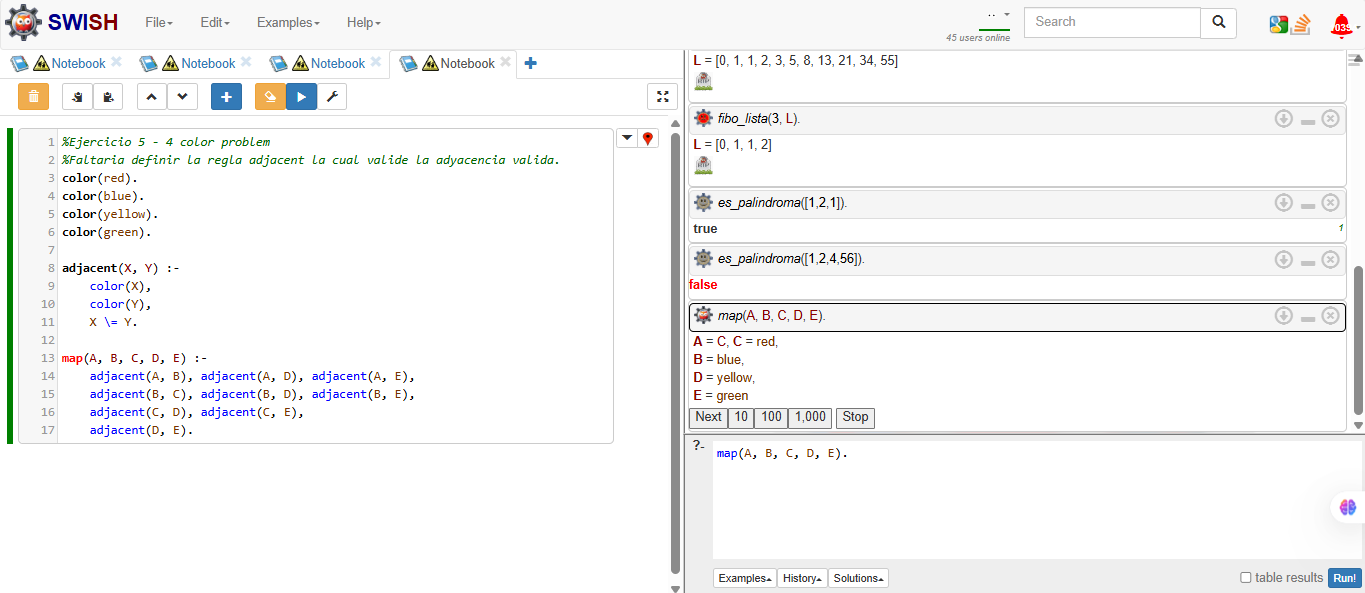 SWISH File Edit Examples Help
45 users online
Search
Notebook Notebook Notebook Notebook
1 %Ejercicio 5 - 4 color problem
2 %Faltaria definir la regla adjacent la cual valide la adyacencia valida.
3 color(red).
4 color(blue).
5 color(yellow).
6 color(green).
7
8 adjacent(X, Y) :-
9 color(X),
10 color(Y),
11 X \= Y.
12
13 map(A, B, C, D, E) :-
14 adjacent(A, B), adjacent(A, D), adjacent(A, E),
15 adjacent(B, C), adjacent(B, D), adjacent(B, E),
16 adjacent(C, D), adjacent(C, E),
17 adjacent(D, E).
L = [0, 1, 1, 2, 3, 5, 8, 13, 21, 34, 55]
fibo_lista(3, L).
L = [0, 1, 1, 2]
es_palindroma([1,2,1]).
true
1
es_palindroma([1,2,4,56]).
false
map(A, B, C, D, E).
A = C, C = red,
B = blue,
D = yellow,
E = green
Next 10 100 1,000 Stop
?- map(A, B, C, D, E).
Examples History Solutions
table results Run!